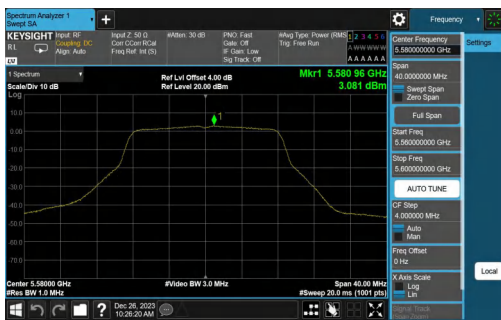 Spectrum Analyzer 1
Swept SA
Frequency
KEYSIGHT
Input: RF
Coupling: DC
Align: Auto
Input Z: 50 Ω
Corr CCorr RCal
Freq Ref: Int (S)
#Atten: 30 dB
PNO: Fast
Gate: Off
IF Gain: Low
Sig Track: Off
#Avg Type: Power (RMS
Trig: Free Run
1 2 3 4 5 6
A W W W W W
A A A A A A
RL
LVI
1 Spectrum
Scale/Div 10 dB
Log
Ref Lvl Offset 4.00 dB
Ref Level 20.00 dBm
Mkr1 5.580 96 GHz
3.081 dBm
1
10.0
0.00
-10.0
-20.0
-30.0
-40.0
-50.0
-60.0
-70.0
Center 5.58000 GHz
#Res BW 1.0 MHz
#Video BW 3.0 MHz
Span 40.00 MHz
#Sweep 20.0 ms (1001 pts)
Dec 26, 2023
10:26:20 AM
Center Frequency
5.580000000 GHz
Span
40.0000000 MHz
Swept Span
Zero Span
Full Span
Start Freq
5.560000000 GHz
Stop Freq
5.600000000 GHz
AUTO TUNE
CF Step
4.000000 MHz
Auto
Man
Freq Offset
0 Hz
X Axis Scale
Log
Lin
Signal Track
Settings
Local